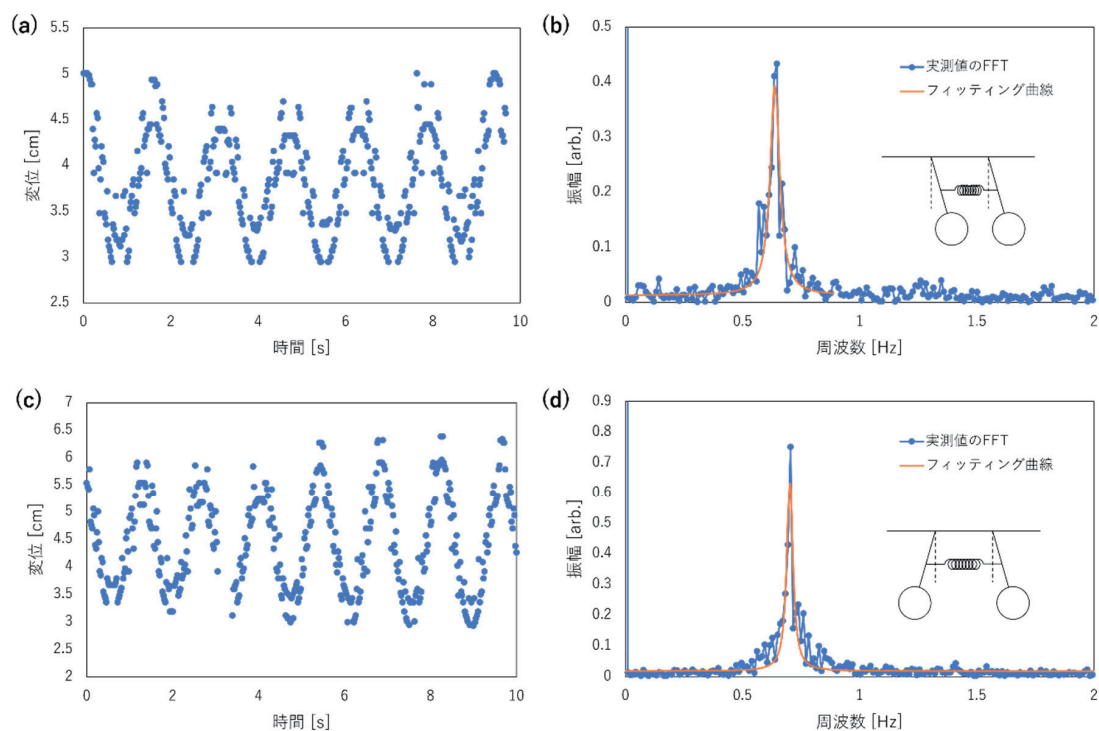 (a)
5.5
5
4.5
4
3.5
3
2.5
0 2 4 6 8 10
変位 [cm]
時間 [s]
(b)
0.5
0.4
0.3
0.2
0.1
0
0 0.5 1 1.5 2
振幅 [arb.]
周波数 [Hz]
実測値のFFT
フィッティング曲線
(c)
7
6.5
6
5.5
5
4.5
4
3.5
3
2.5
2
0 2 4 6 8 10
変位 [cm]
時間 [s]
(d)
0.9
0.8
0.7
0.6
0.5
0.4
0.3
0.2
0.1
0
0 0.5 1 1.5 2
振幅 [arb.]
周波数 [Hz]
実測値のFFT
フィッティング曲線